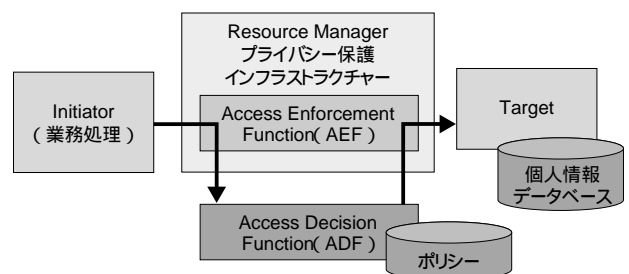 Resource Manager
プライバシー保護
インフラストラクチャー
Initiator
(業務処理)
Access Enforcement
Function(AEF)
Target
個人情報
データベース
Access Decision
Function(ADF)
ポリシー